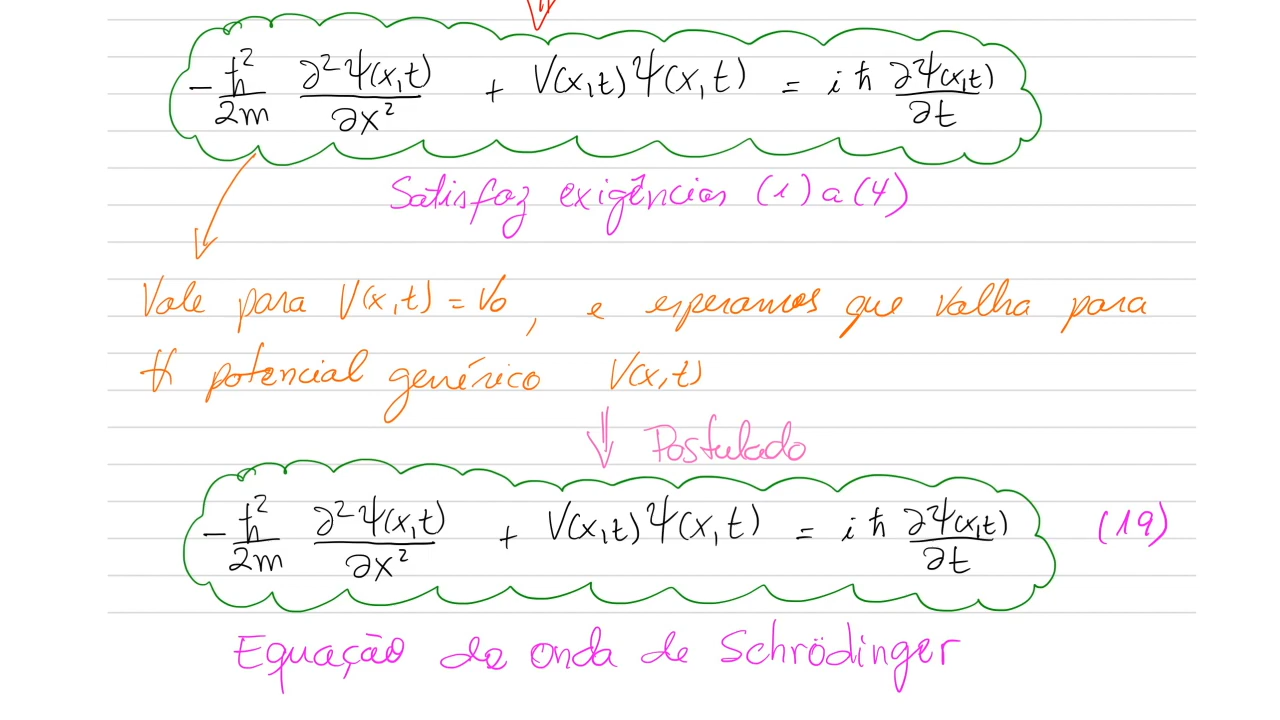 -ħ²/2m ∂²Ψ(x,t)/∂x² + V(x,t)Ψ(x,t) = iħ ∂Ψ(x,t)/∂t
Satisfaz exigências (1) a (4)
Vale para V(x,t) = V₀, e esperamos que valha para
∀ potencial genérico V(x,t)
⇓ Postulado
-ħ²/2m ∂²Ψ(x,t)/∂x² + V(x,t)Ψ(x,t) = iħ ∂Ψ(x,t)/∂t (19)
Equação de onda de Schrödinger